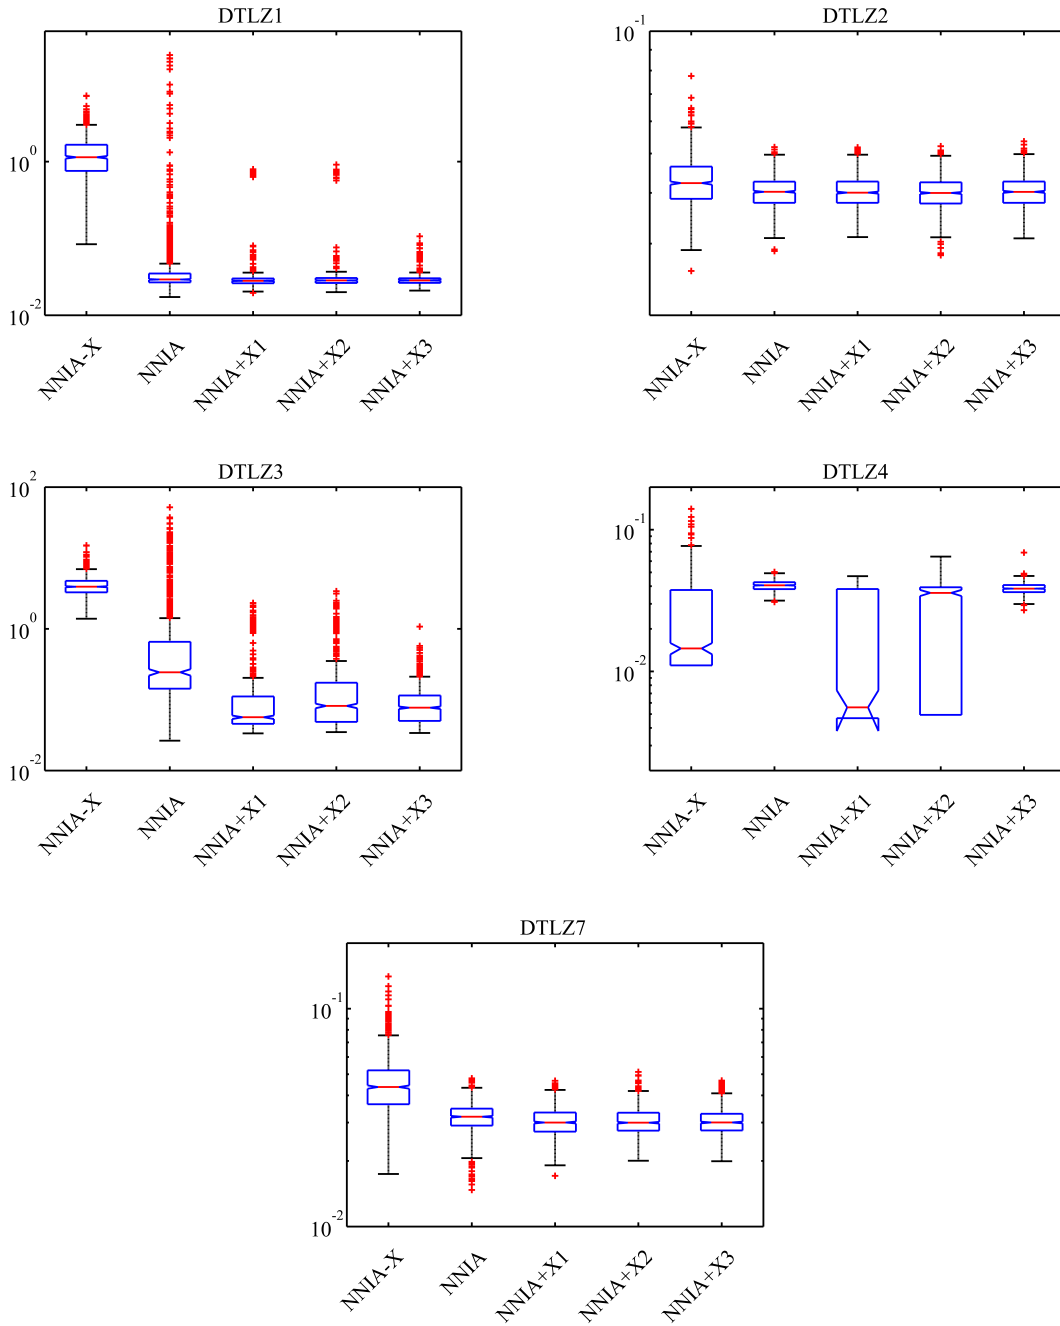 DTLZ1
10^0
10^-2
NNIA-X
NNIA
NNIA+X1
NNIA+X2
NNIA+X3
DTLZ2
10^-1
NNIA-X
NNIA
NNIA+X1
NNIA+X2
NNIA+X3
DTLZ3
10^2
10^0
10^-2
NNIA-X
NNIA
NNIA+X1
NNIA+X2
NNIA+X3
DTLZ4
10^-1
10^-2
NNIA-X
NNIA
NNIA+X1
NNIA+X2
NNIA+X3
DTLZ7
10^-1
10^-2
NNIA-X
NNIA
NNIA+X1
NNIA+X2
NNIA+X3